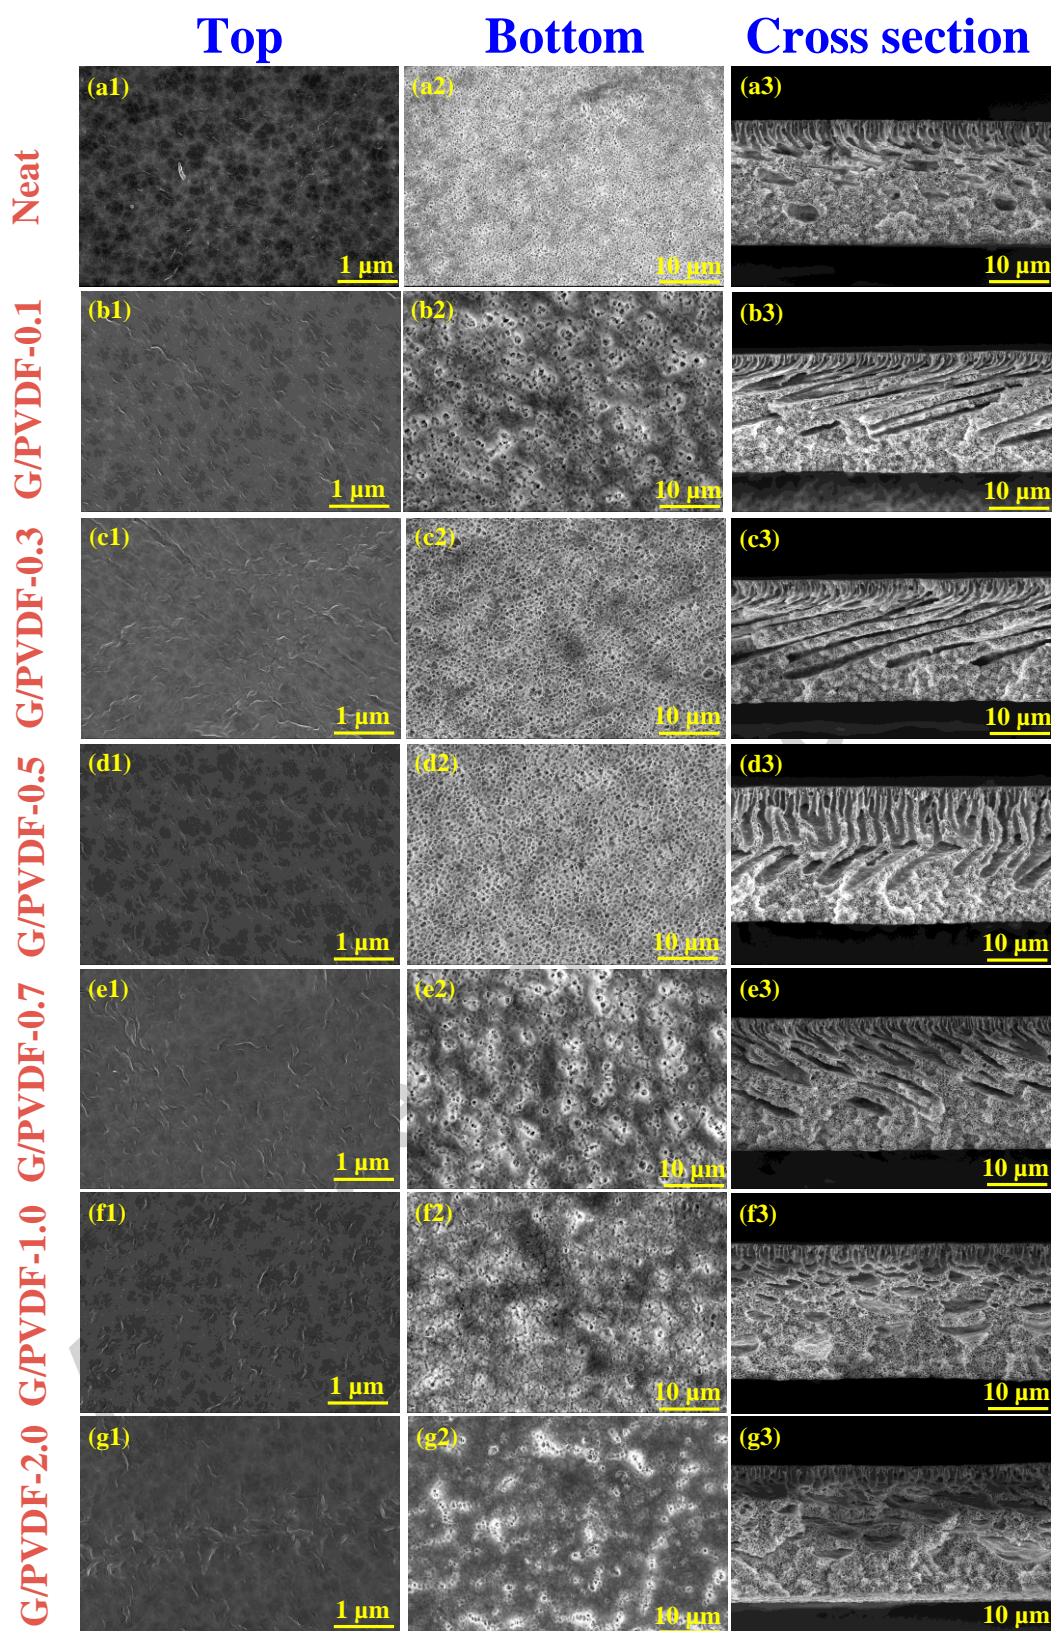 Top Bottom Cross section
Neat
(a1) (a2) (a3)
1 μm 10 μm 10 μm
G/PVDF-0.1
(b1) (b2) (b3)
1 μm 10 μm 10 μm
G/PVDF-0.3
(c1) (c2) (c3)
1 μm 10 μm 10 μm
G/PVDF-0.5
(d1) (d2) (d3)
1 μm 10 μm 10 μm
G/PVDF-0.7
(e1) (e2) (e3)
1 μm 10 μm 10 μm
G/PVDF-1.0
(f1) (f2) (f3)
1 μm 10 μm 10 μm
G/PVDF-2.0
(g1) (g2) (g3)
1 μm 10 μm 10 μm